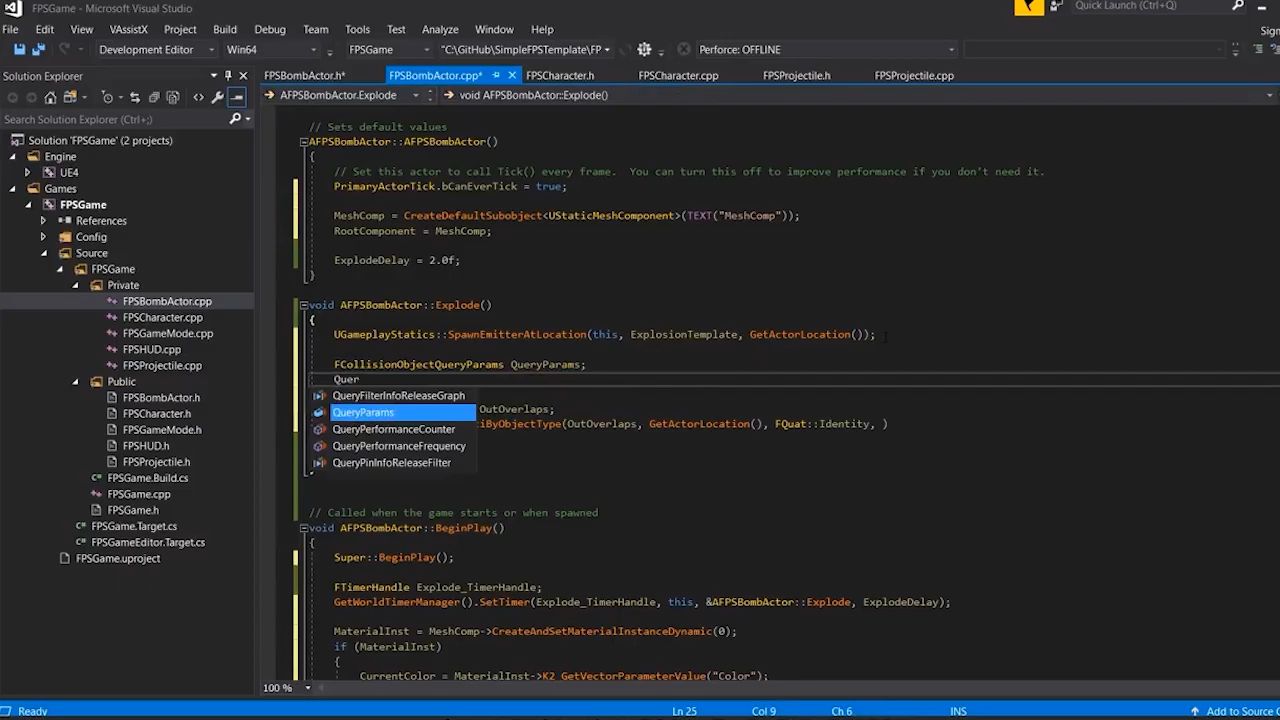 FPSGame - Microsoft Visual Studio
Quick Launch (Ctrl+Q)
File Edit View VAssistX Project Build Debug Team Tools Test Analyze Window Help
Sign
Development Editor Win64 FPSGame "C:\GitHub\SimpleFPSTemplate\FP Perforce: OFFLINE
Solution Explorer
FPSBombActor.h* FPSBombActor.cpp* FPSCharacter.h FPSCharacter.cpp FPSProjectile.h FPSProjectile.cpp
AFPSBombActor.Explode void AFPSBombActor::Explode()
Search Solution Explorer (Ctrl+;)
Solution 'FPSGame' (2 projects)
Engine
UE4
Games
FPSGame
References
Config
Source
FPSGame
Private
FPSBombActor.cpp
FPSCharacter.cpp
FPSGameMode.cpp
FPSHUD.cpp
FPSProjectile.cpp
Public
FPSBombActor.h
FPSCharacter.h
FPSGameMode.h
FPSHUD.h
FPSProjectile.h
FPSGame.Build.cs
FPSGame.cpp
FPSGame.h
FPSGame.Target.cs
FPSGameEditor.Target.cs
FPSGame.uproject
// Sets default values
AFPSBombActor::AFPSBombActor()
{
// Set this actor to call Tick() every frame.  You can turn this off to improve performance if you don't need it.
PrimaryActorTick.bCanEverTick = true;
MeshComp = CreateDefaultSubobject<UStaticMeshComponent>(TEXT("MeshComp"));
RootComponent = MeshComp;
ExplodeDelay = 2.0f;
}
void AFPSBombActor::Explode()
{
UGameplayStatics::SpawnEmitterAtLocation(this, ExplosionTemplate, GetActorLocation());
FCollisionObjectQueryParams QueryParams;
Quer
QueryFilterInfoReleaseGraph
QueryParams
QueryPerformanceCounter
QueryPerformanceFrequency
QueryPinInfoReleaseFilter
OutOverlaps;
iByObjectType(OutOverlaps, GetActorLocation(), FQuat::Identity, )
// Called when the game starts or when spawned
void AFPSBombActor::BeginPlay()
{
Super::BeginPlay();
FTimerHandle Explode_TimerHandle;
GetWorldTimerManager().SetTimer(Explode_TimerHandle, this, &AFPSBombActor::Explode, ExplodeDelay);
MaterialInst = MeshComp->CreateAndSetMaterialInstanceDynamic(0);
if (MaterialInst)
{
CurrentColor = MaterialInst->K2_GetVectorParameterValue("Color");
100 %
Ready Ln 25 Col 9 Ch 6 INS Add to Source C